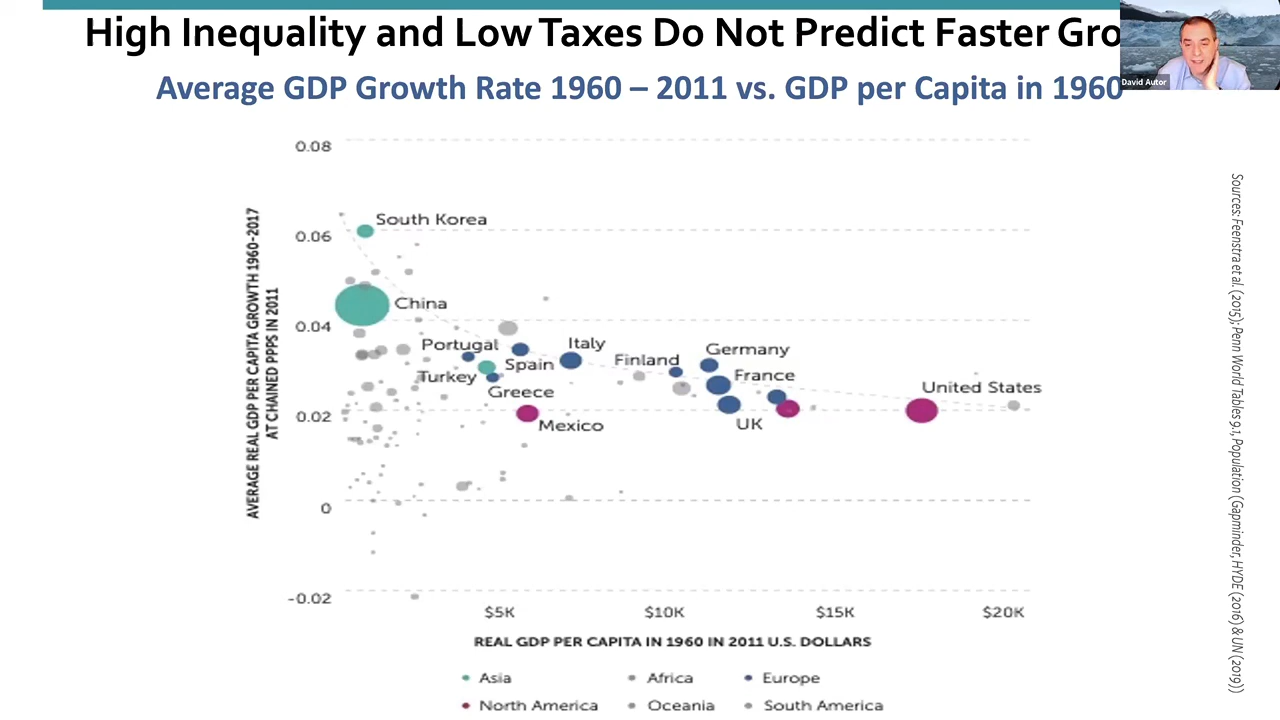 High Inequality and Low Taxes Do Not Predict Faster Gro
David Autor
Average GDP Growth Rate 1960 – 2011 vs. GDP per Capita in 1960
AVERAGE REAL GDP PER CAPITA GROWTH 1960-2017
AT CHAINED PPPS IN 2011
0.08
0.06
0.04
0.02
0
-0.02
South Korea
China
Portugal
Italy
Spain
Turkey
Greece
Mexico
Finland
Germany
France
UK
United States
$5K
$10K
$15K
$20K
REAL GDP PER CAPITA IN 1960 IN 2011 U.S. DOLLARS
Asia
Africa
Europe
North America
Oceania
South America
Sources: Feenstra et al. (2015); Penn World Tables 9.1, Population (Gapminder, HYDE (2016) & UN (2019))